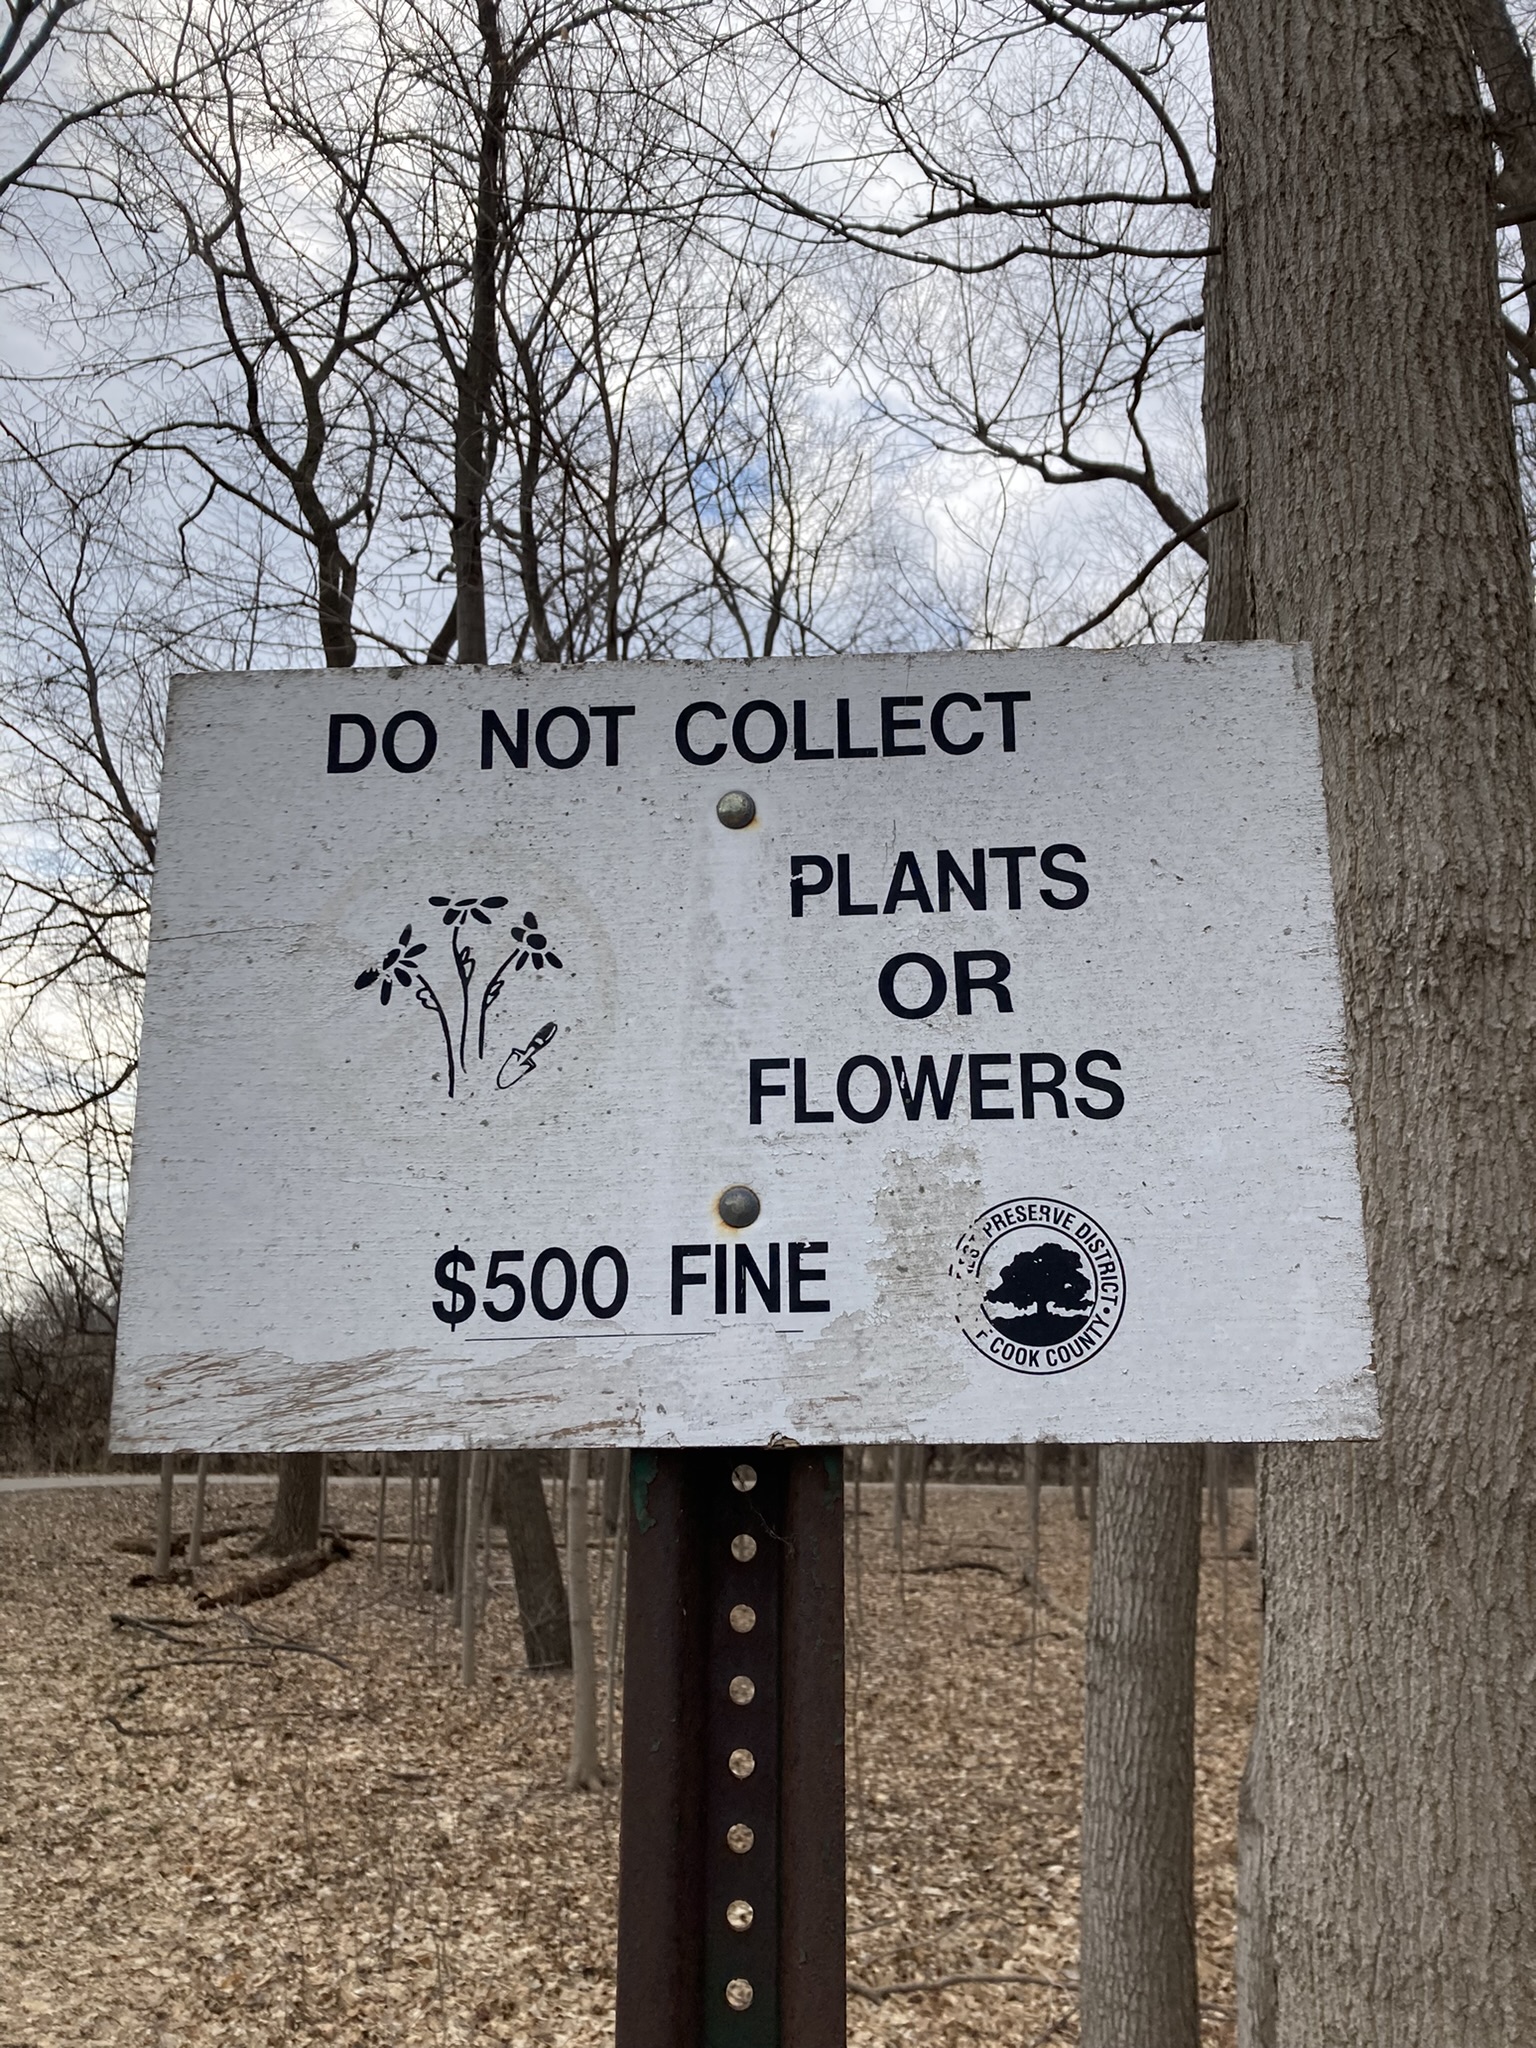 DO NOT COLLECT
PLANTS
OR
FLOWERS
$500 FINE
PRESERVE DISTRICT
COOK COUNTY